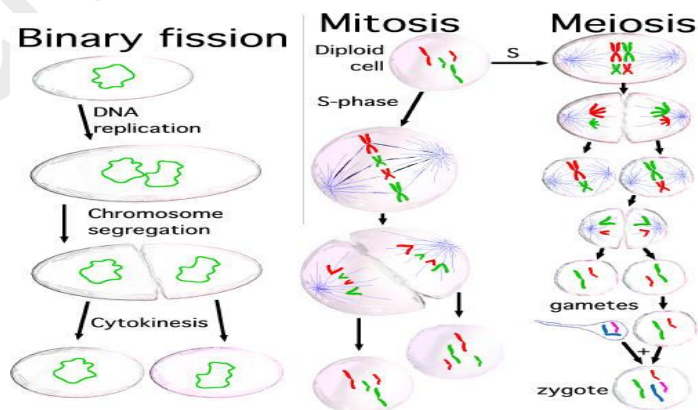 Binary fission
DNA
replication
Chromosome
segregation
Cytokinesis
Mitosis
Diploid
cell
S-phase
S
Meiosis
gametes
+
zygote